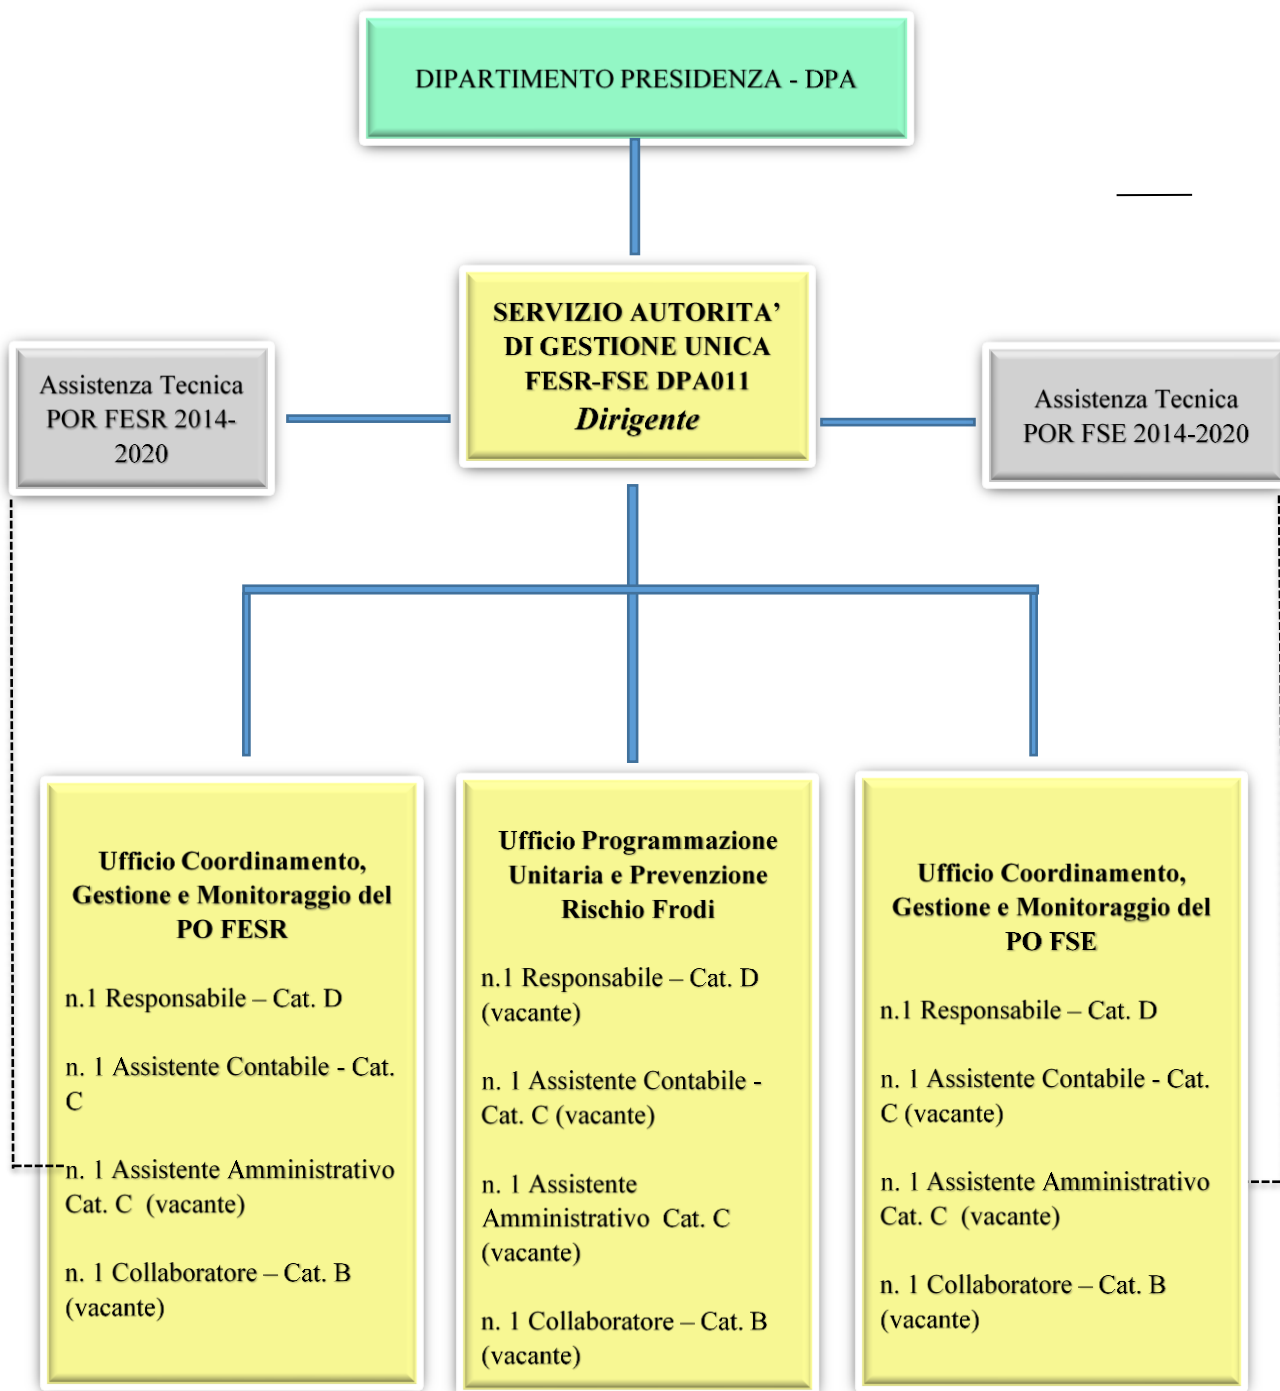 DIPARTIMENTO PRESIDENZA - DPA
SERVIZIO AUTORITA’
DI GESTIONE UNICA
FESR-FSE DPA011
Dirigente
Assistenza Tecnica
POR FESR 2014-
2020
Assistenza Tecnica
POR FSE 2014-2020
Ufficio Coordinamento,
Gestione e Monitoraggio del
PO FESR
n.1 Responsabile – Cat. D
n. 1 Assistente Contabile - Cat.
C
n. 1 Assistente Amministrativo
Cat. C (vacante)
n. 1 Collaboratore – Cat. B
(vacante)
Ufficio Programmazione
Unitaria e Prevenzione
Rischio Frodi
n.1 Responsabile – Cat. D
(vacante)
n. 1 Assistente Contabile -
Cat. C (vacante)
n. 1 Assistente
Amministrativo Cat. C
(vacante)
n. 1 Collaboratore – Cat. B
(vacante)
Ufficio Coordinamento,
Gestione e Monitoraggio del
PO FSE
n.1 Responsabile – Cat. D
n. 1 Assistente Contabile - Cat.
C (vacante)
n. 1 Assistente Amministrativo
Cat. C (vacante)
n. 1 Collaboratore – Cat. B
(vacante)